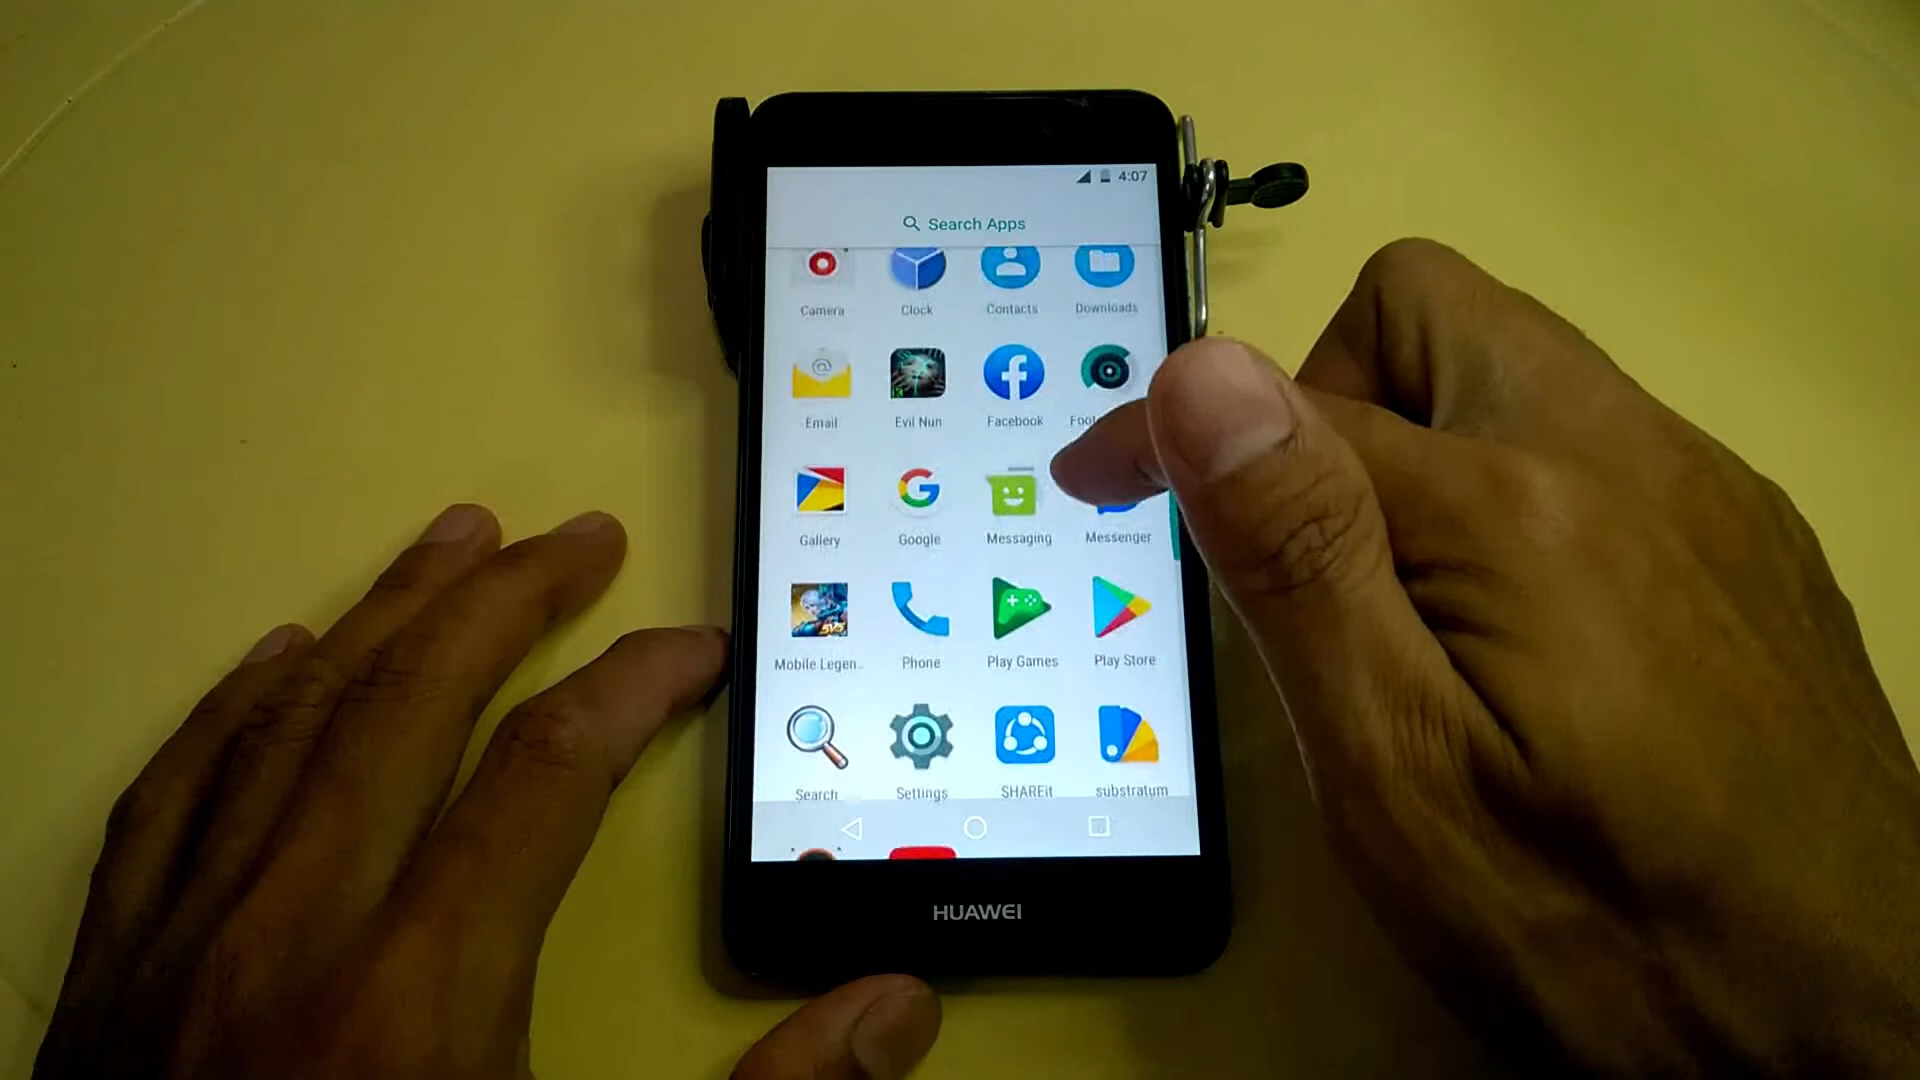 4:07
Search Apps
Camera Clock Contacts Downloads
Email Evil Nun Facebook
Gallery Google Messaging Messenger
Mobile Legen.. Phone Play Games Play Store
Search Settings SHAREit substratum
HUAWEI